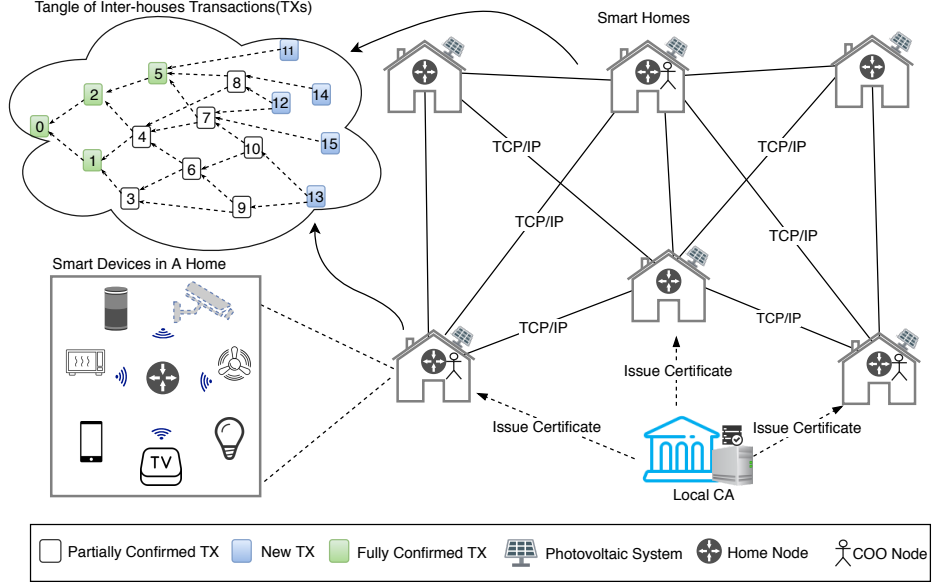 Tangle of Inter-houses Transactions(TXs)
Smart Homes
11
5
8
14
2
12
0
7
15
4
10
1
6
3
9
13
TCP/IP
TCP/IP
TCP/IP
TCP/IP
TCP/IP
TCP/IP
Smart Devices in A Home
TV
Issue Certificate
Issue Certificate
Issue Certificate
Local CA
Partially Confirmed TX
New TX
Fully Confirmed TX
Photovoltaic System
Home Node
COO Node